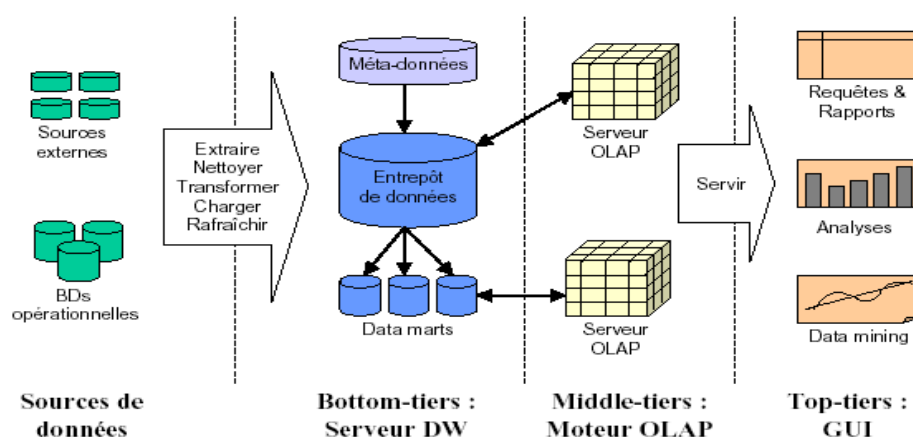 Sources
externes
BDs
opérationnelles
Extraire
Nettoyer
Transformer
Charger
Rafraîchir
Méta-données
Entrepôt
de données
Data marts
Serveur
OLAP
Serveur
OLAP
Servir
Requêtes &
Rapports
Analyses
Data mining
Sources de
données
Bottom-tiers :
Serveur DW
Middle-tiers :
Moteur OLAP
Top-tiers :
GUI